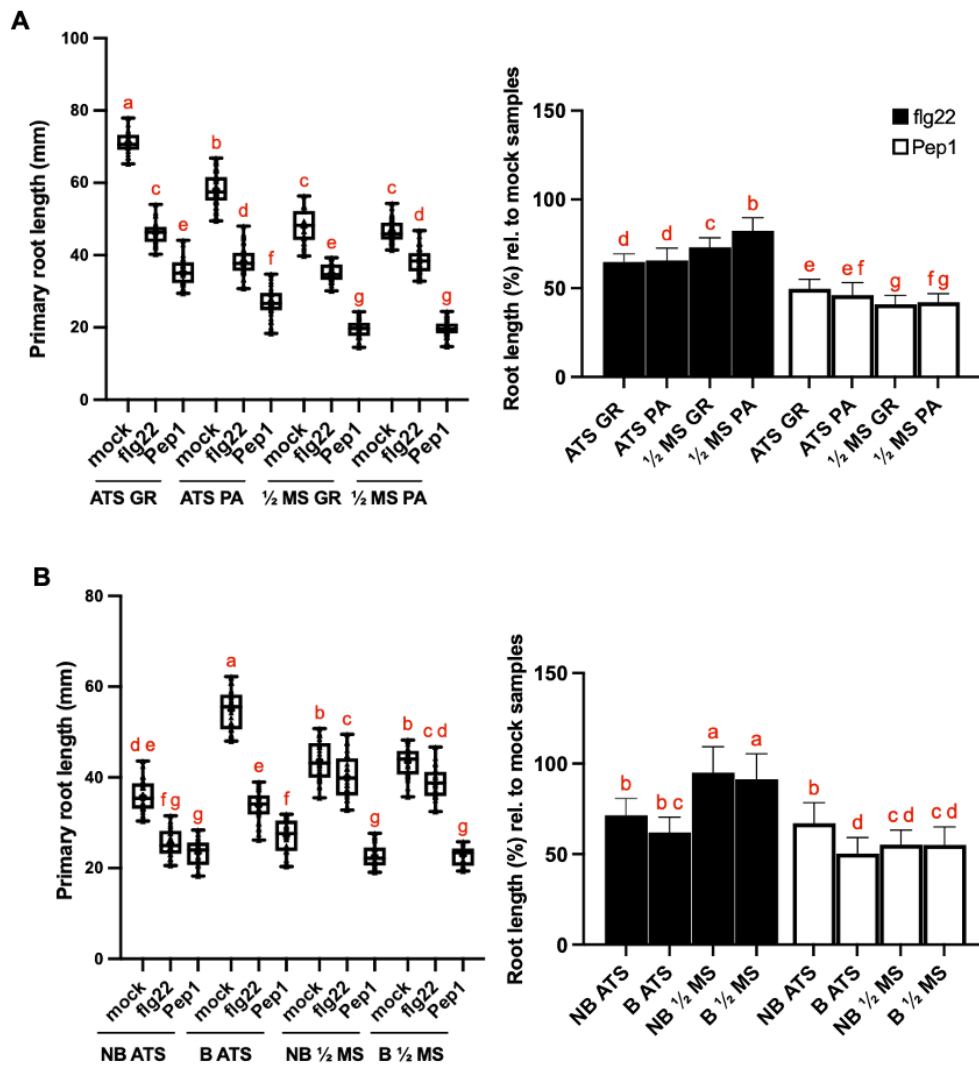 A
Primary root length (mm)
100
80
60
40
20
0
a
c
e
b
d
f
c
e
g
c
d
g
mock
flg22
Pep1
mock
flg22
Pep1
mock
flg22
Pep1
mock
flg22
Pep1
ATS GR
ATS PA
½ MS GR
½ MS PA
Root length (%) rel. to mock samples
150
100
50
0
flg22
Pep1
d
d
c
b
e
e f
g
f g
ATS GR
ATS PA
½ MS GR
½ MS PA
ATS GR
ATS PA
½ MS GR
½ MS PA
B
Primary root length (mm)
80
60
40
20
0
d e
f g
g
a
e
f
b
c
g
b
c d
g
mock
flg22
Pep1
mock
flg22
Pep1
mock
flg22
Pep1
mock
flg22
Pep1
NB ATS
B ATS
NB ½ MS
B ½ MS
Root length (%) rel. to mock samples
150
100
50
0
b
b c
a
a
b
d
c d
c d
NB ATS
B ATS
NB ½ MS
B ½ MS
NB ATS
B ATS
NB ½ MS
B ½ MS